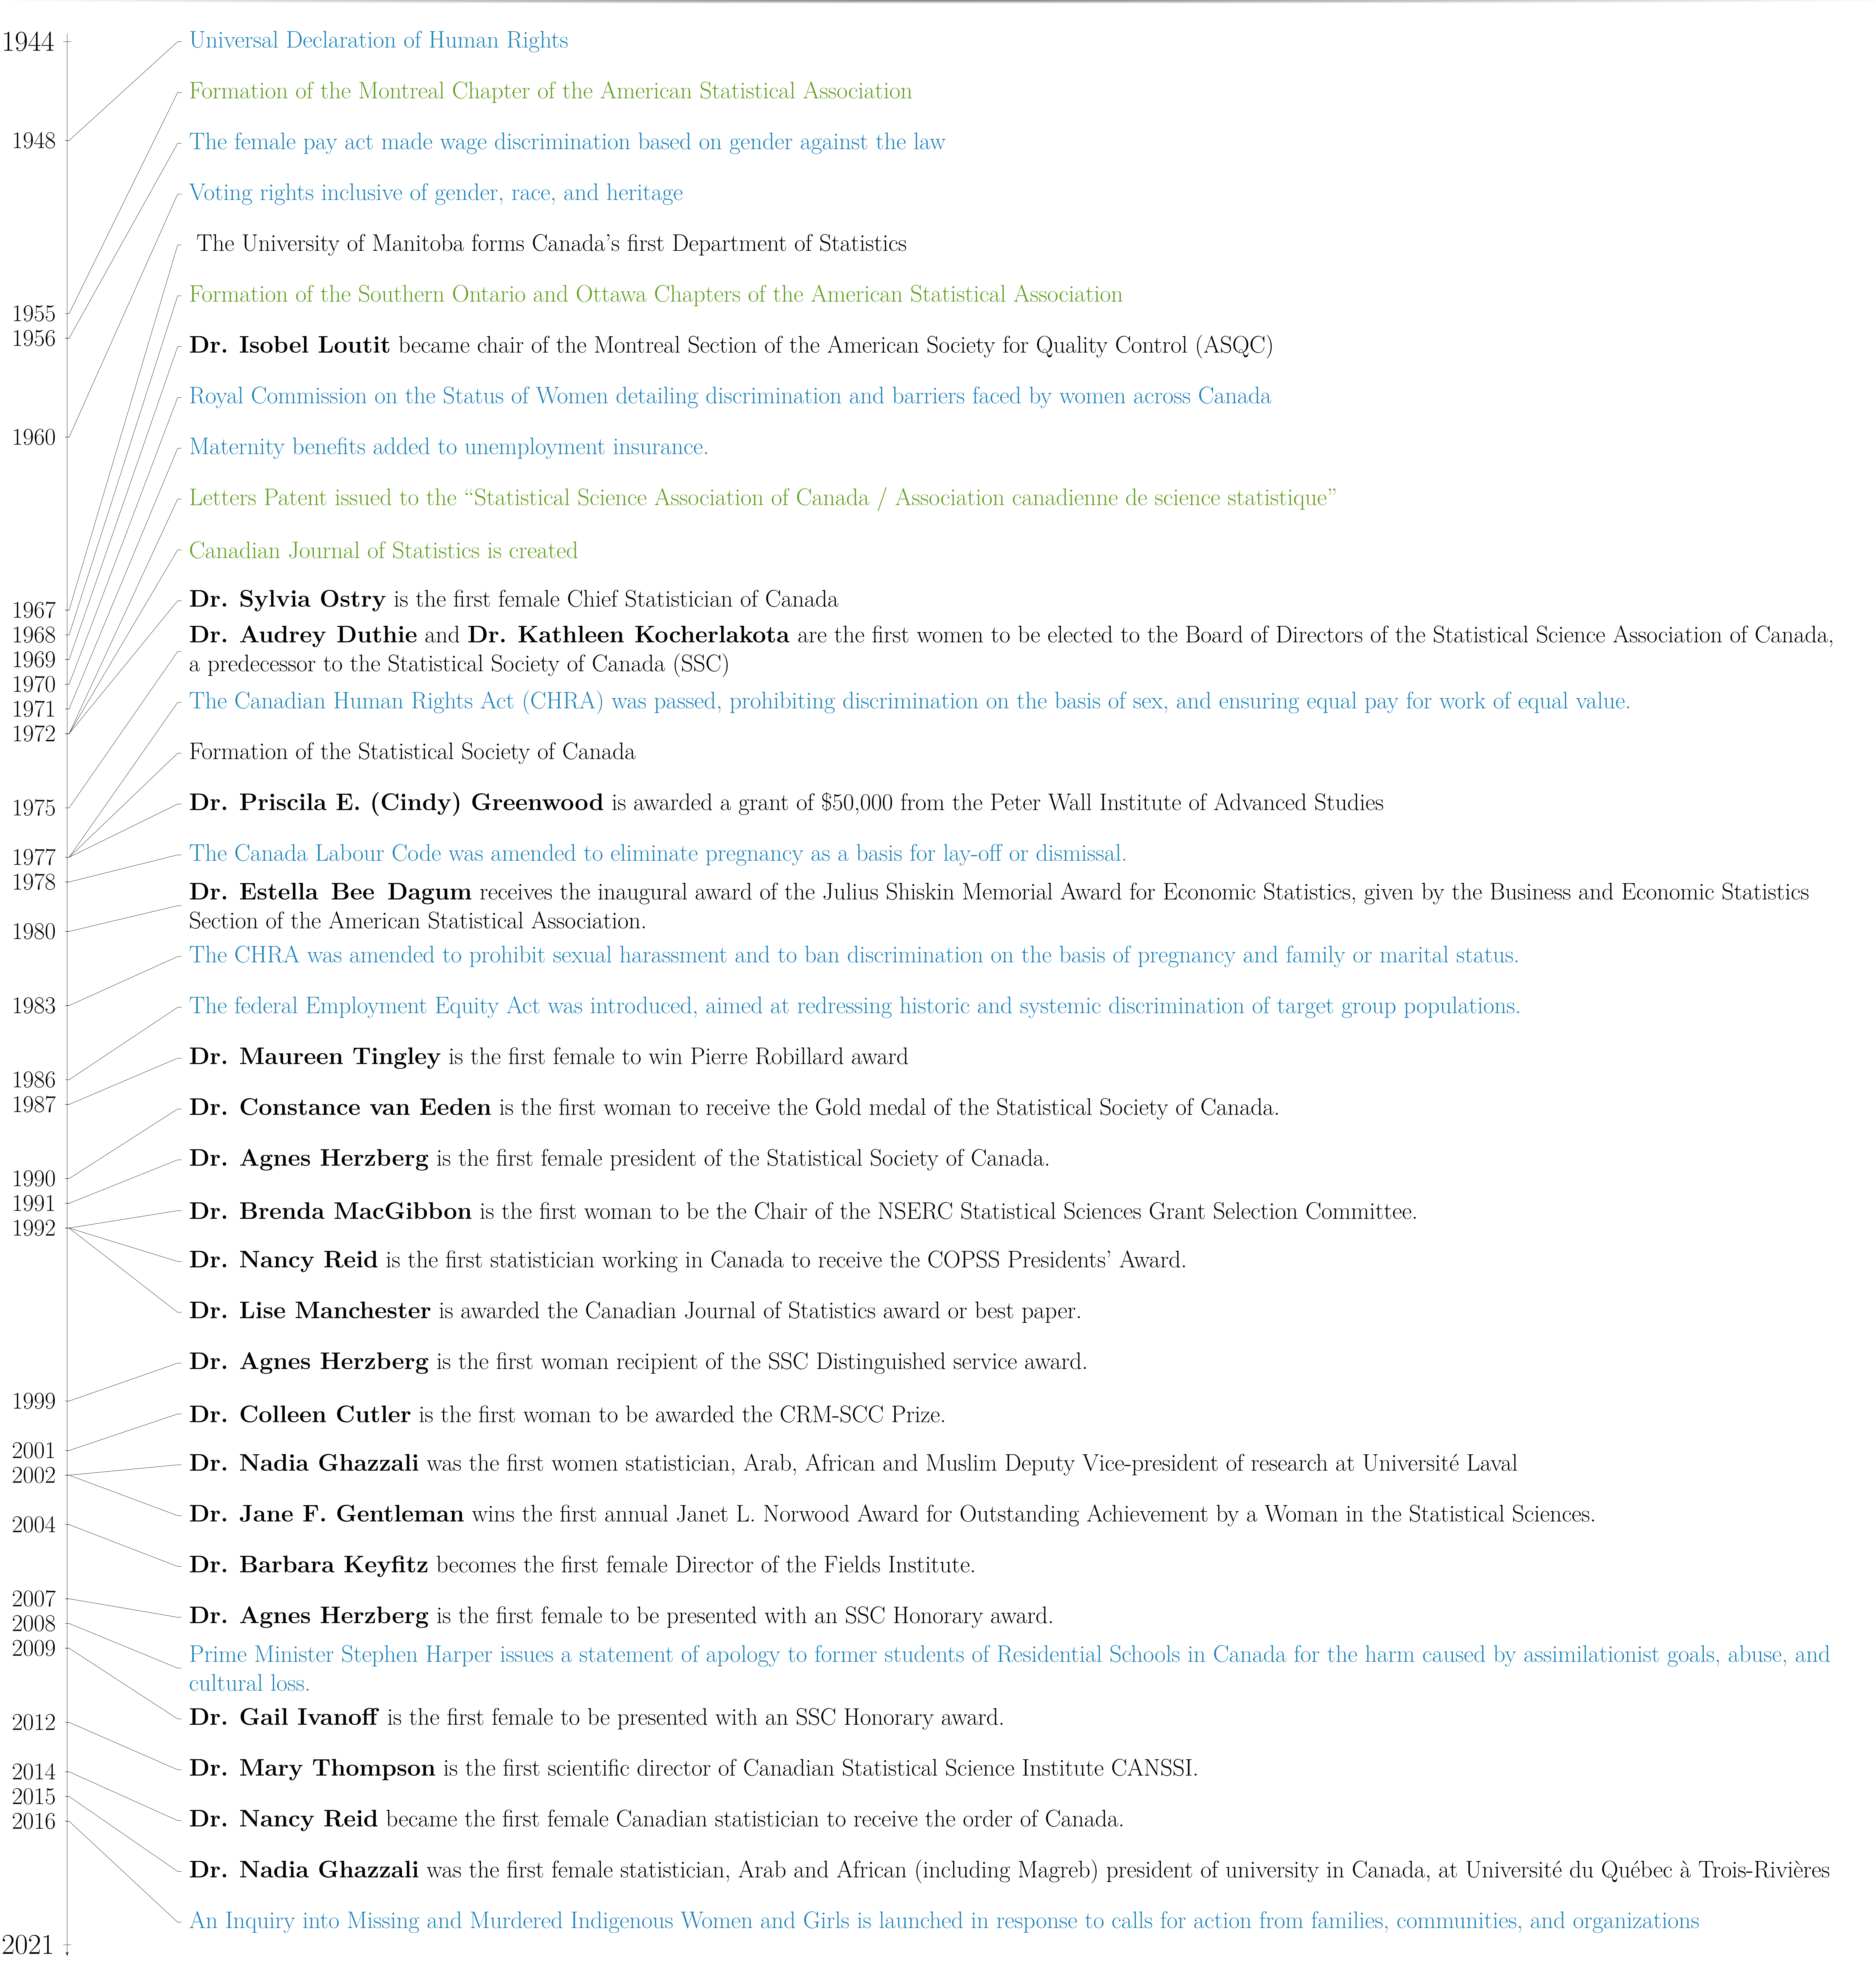 1944
Universal Declaration of Human Rights
Formation of the Montreal Chapter of the American Statistical Association
1948
The female pay act made wage discrimination based on gender against the law
Voting rights inclusive of gender, race, and heritage
The University of Manitoba forms Canada's first Department of Statistics
Formation of the Southern Ontario and Ottawa Chapters of the American Statistical Association
1955
1956
Dr. Isobel Loutit became chair of the Montreal Section of the American Society for Quality Control (ASQC)
Royal Commission on the Status of Women detailing discrimination and barriers faced by women across Canada
1960
Maternity benefits added to unemployment insurance.
Letters Patent issued to the “Statistical Science Association of Canada / Association canadienne de science statistique”
Canadian Journal of Statistics is created
Dr. Sylvia Ostry is the first female Chief Statistician of Canada
1967
1968
Dr. Audrey Duthie and Dr. Kathleen Kocherlakota are the first women to be elected to the Board of Directors of the Statistical Science Association of Canada,
1969
a predecessor to the Statistical Society of Canada (SSC)
1970
The Canadian Human Rights Act (CHRA) was passed, prohibiting discrimination on the basis of sex, and ensuring equal pay for work of equal value.
1971
1972
Formation of the Statistical Society of Canada
Dr. Priscila E. (Cindy) Greenwood is awarded a grant of $50,000 from the Peter Wall Institute of Advanced Studies
1975
The Canada Labour Code was amended to eliminate pregnancy as a basis for lay-off or dismissal.
1977
1978
Dr. Estella Bee Dagum receives the inaugural award of the Julius Shiskin Memorial Award for Economic Statistics, given by the Business and Economic Statistics
Section of the American Statistical Association.
1980
The CHRA was amended to prohibit sexual harassment and to ban discrimination on the basis of pregnancy and family or marital status.
1983
The federal Employment Equity Act was introduced, aimed at redressing historic and systemic discrimination of target group populations.
Dr. Maureen Tingley is the first female to win Pierre Robillard award
1986
1987
Dr. Constance van Eeden is the first woman to receive the Gold medal of the Statistical Society of Canada.
Dr. Agnes Herzberg is the first female president of the Statistical Society of Canada.
1990
1991
Dr. Brenda MacGibbon is the first woman to be the Chair of the NSERC Statistical Sciences Grant Selection Committee.
1992
Dr. Nancy Reid is the first statistician working in Canada to receive the COPSS Presidents' Award.
Dr. Lise Manchester is awarded the Canadian Journal of Statistics award or best paper.
Dr. Agnes Herzberg is the first woman recipient of the SSC Distinguished service award.
1999
Dr. Colleen Cutler is the first woman to be awarded the CRM-SCC Prize.
2001
Dr. Nadia Ghazzali was the first women statistician, Arab, African and Muslim Deputy Vice-president of research at Université Laval
2002
Dr. Jane F. Gentleman wins the first annual Janet L. Norwood Award for Outstanding Achievement by a Woman in the Statistical Sciences.
2004
Dr. Barbara Keyfitz becomes the first female Director of the Fields Institute.
2007
Dr. Agnes Herzberg is the first female to be presented with an SSC Honorary award.
2008
2009
Prime Minister Stephen Harper issues a statement of apology to former students of Residential Schools in Canada for the harm caused by assimilationist goals, abuse, and
cultural loss.
Dr. Gail Ivanoff is the first female to be presented with an SSC Honorary award.
2012
Dr. Mary Thompson is the first scientific director of Canadian Statistical Science Institute CANSSI.
2014
2015
Dr. Nancy Reid became the first female Canadian statistician to receive the order of Canada.
2016
Dr. Nadia Ghazzali was the first female statistician, Arab and African (including Magreb) president of university in Canada, at Université du Québec à Trois-Rivières
An Inquiry into Missing and Murdered Indigenous Women and Girls is launched in response to calls for action from families, communities, and organizations
2021